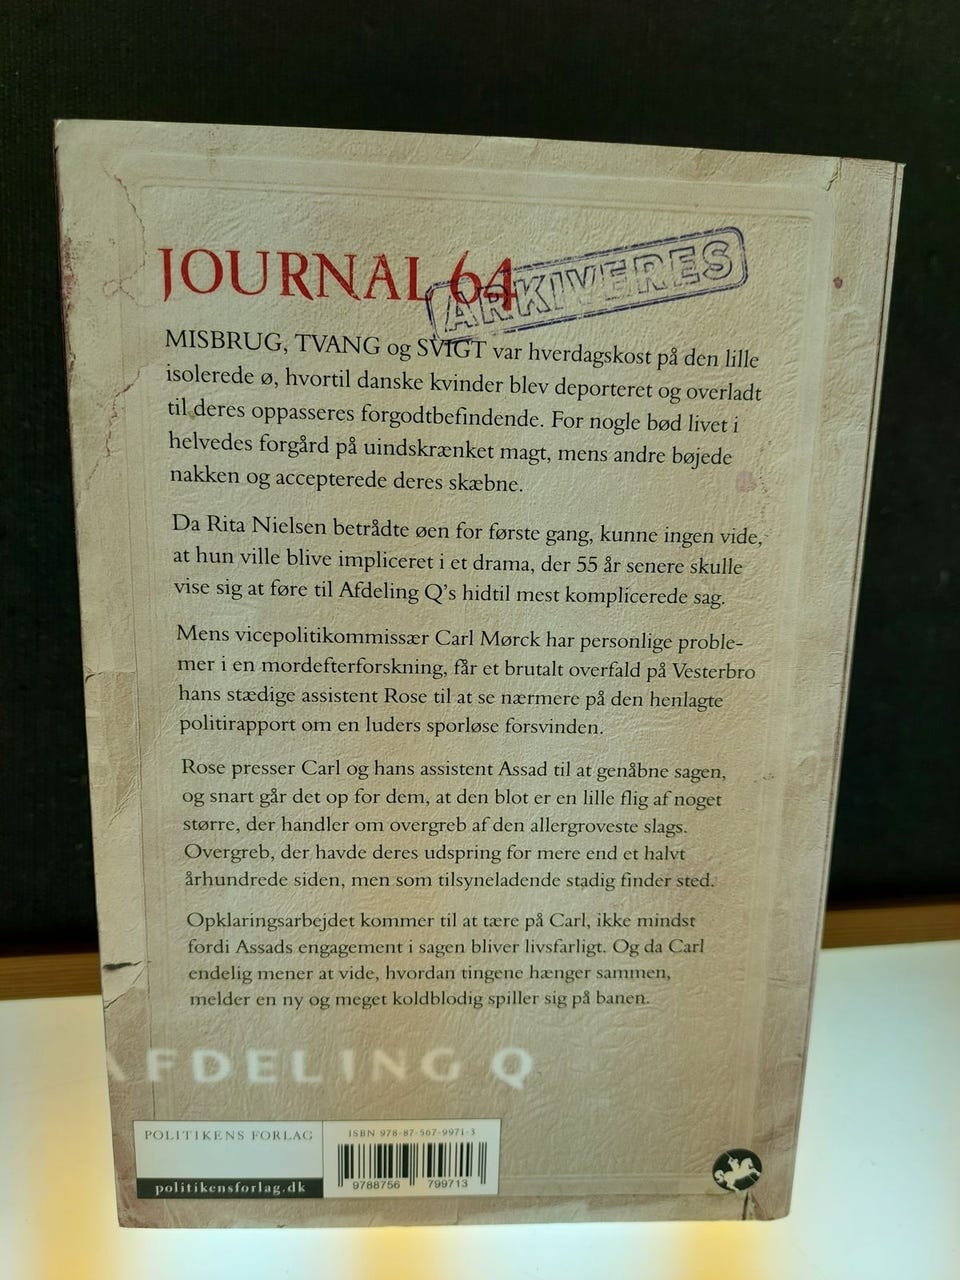 JOURNAL 64
ARKIVERES
MISBRUG, TVANG og SVIGT var hverdagskost på den lille
isolerede ø, hvortil danske kvinder blev deporteret og overladt
til deres oppasseres forgodtbefindende. For nogle bød livet i
helvedes forgård på uindskrænket magt, mens andre bøjede
nakken og accepterede deres skæbne.
Da Rita Nielsen betrådte øen for første gang, kunne ingen vide,
at hun ville blive impliceret i et drama, der 55 år senere skulle
vise sig at føre til Afdeling Q's hidtil mest komplicerede sag.
Mens vicepolitikommissær Carl Mørck har personlige proble-
mer i en mordefterforskning, får et brutalt overfald på Vesterbro
hans stædige assistent Rose til at se nærmere på den henlagte
politirapport om en luders sporløse forsvinden.
Rose presser Carl og hans assistent Assad til at genåbne sagen,
og snart går det op for dem, at den blot er en lille flig af noget
større, der handler om overgreb af den allergroveste slags.
Overgreb, der havde deres udspring for mere end et halvt
århundrede siden, men som tilsyneladende stadig finder sted.
Opklaringsarbejdet kommer til at tære på Carl, ikke mindst
fordi Assads engagement i sagen bliver livsfarligt. Og da Carl
endelig mener at vide, hvordan tingene hænger sammen,
melder en ny og meget koldblodig spiller sig på banen.
AFDELING Q
POLITIKENS FORLAG
politikensforlag.dk
ISBN 978-87-567-9971-3
9788756 799713